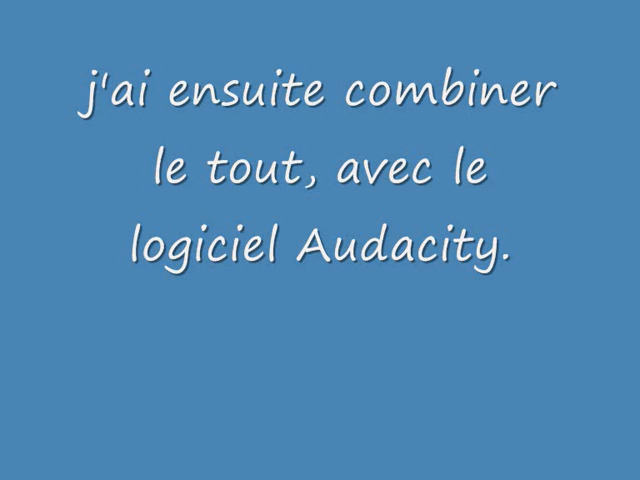 j'ai ensuite combiner
le tout, avec le
logiciel Audacity.